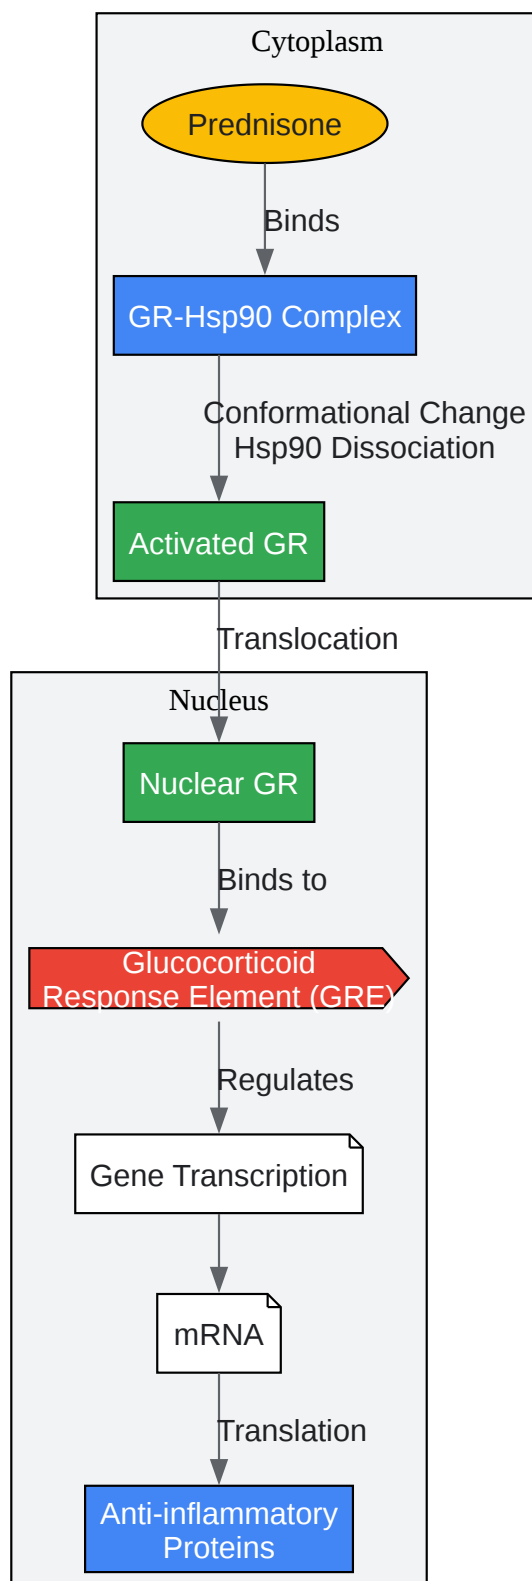 Cytoplasm
Prednisone
Binds
GR-Hsp90 Complex
Conformational Change
Hsp90 Dissociation
Activated GR
Translocation
Nucleus
Nuclear GR
Binds to
Glucocorticoid
Response Element (GRE)
Regulates
Gene Transcription
mRNA
Translation
Anti-inflammatory
Proteins